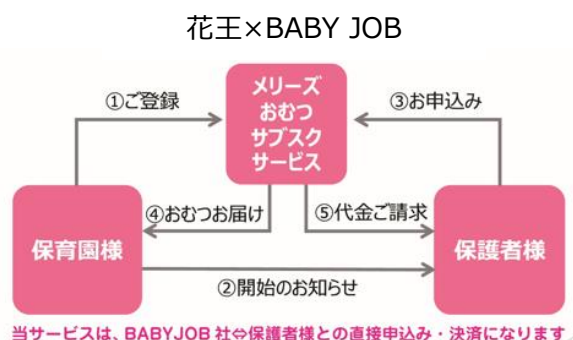 花王×BABY JOB
メリーズ
おむつ
サブスク
サービス
①ご登録
③お申込み
④おむつお届け
⑤代金ご請求
保育園様
保護者様
②開始のお知らせ
当サービスは、BABYJOB 社⇔保護者様との直接申込み・決済になります。